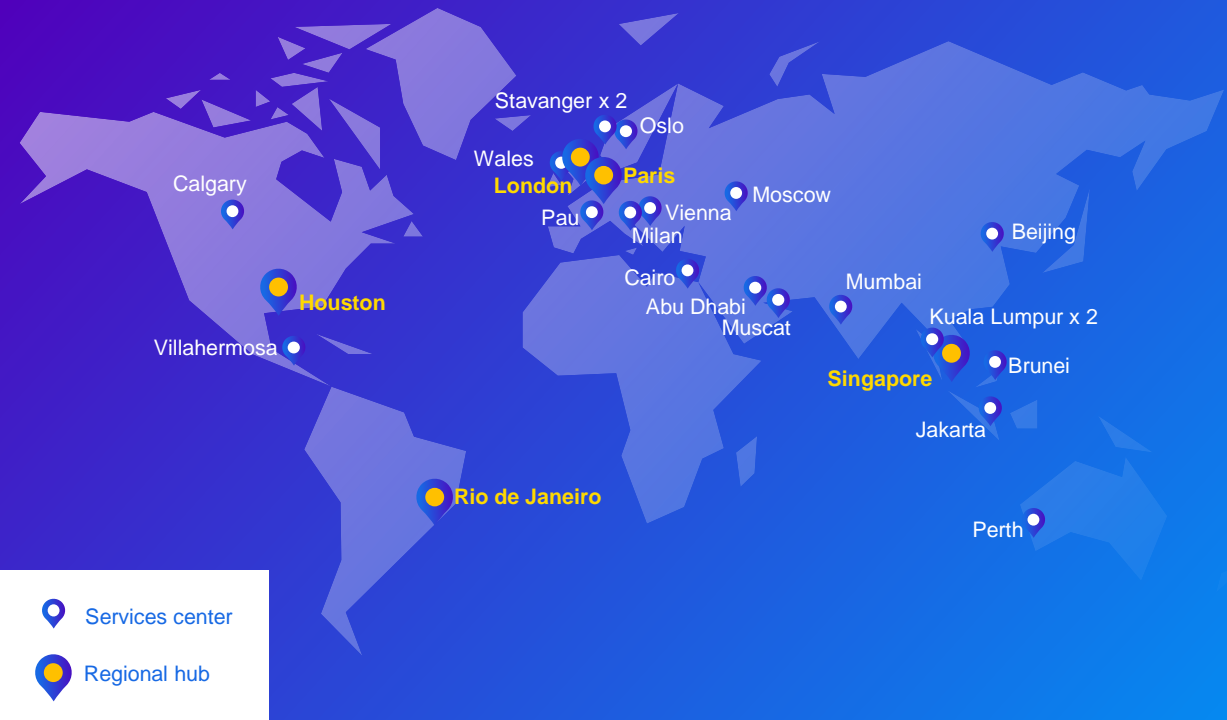 Stavanger x 2
Oslo
Wales
London
Paris
Calgary
Moscow
Pau
Vienna
Milan
Beijing
Cairo
Mumbai
Abu Dhabi
Houston
Muscat
Kuala Lumpur x 2
Villahermosa
Brunei
Singapore
Jakarta
Rio de Janeiro
Perth
Services center
Regional hub